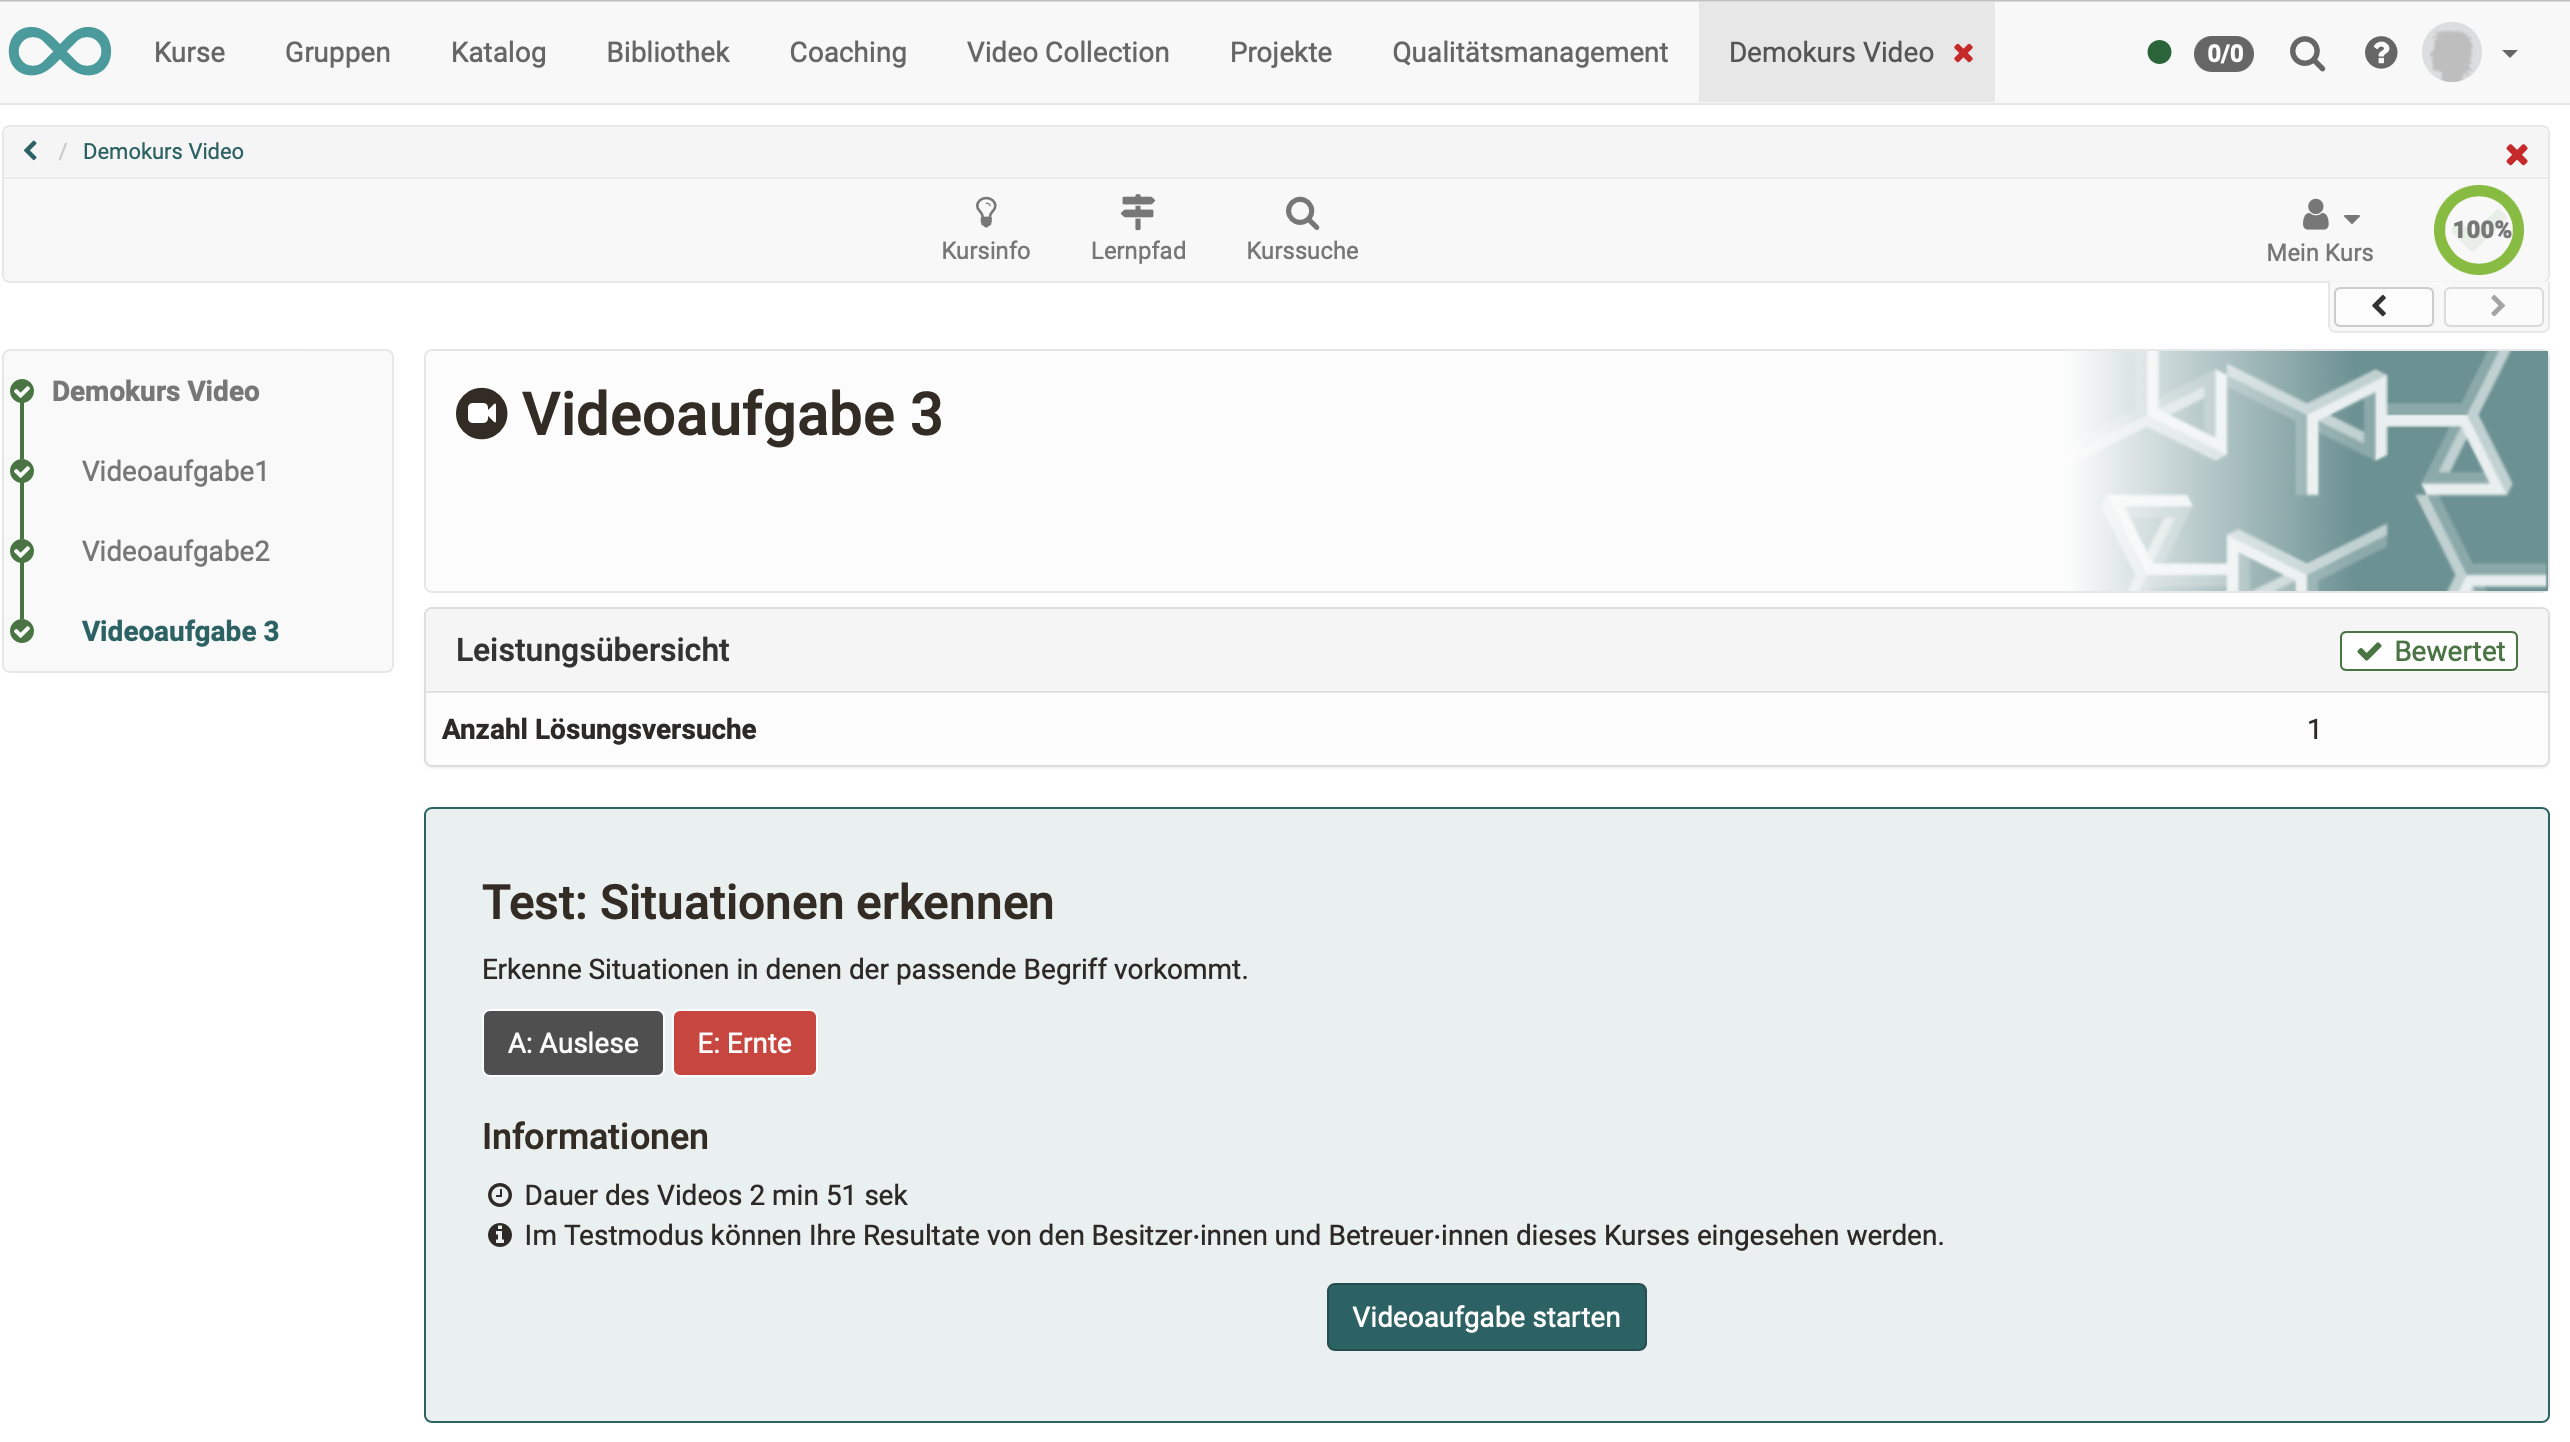 Kurse Gruppen Katalog Bibliothek Coaching Video Collection Projekte Qualitätsmanagement Demokurs Video 0/0
/ Demokurs Video
Kursinfo Lernpfad Kurssuche Mein Kurs 100%
Demokurs Video
Videoaufgabe1
Videoaufgabe2
Videoaufgabe 3
Videoaufgabe 3
Leistungsübersicht Bewertet
Anzahl Lösungsversuche 1
Test: Situationen erkennen
Erkenne Situationen in denen der passende Begriff vorkommt.
A: Auslese E: Ernte
Informationen
Dauer des Videos 2 min 51 sek
Im Testmodus können Ihre Resultate von den Besitzer·innen und Betreuer·innen dieses Kurses eingesehen werden.
Videoaufgabe starten